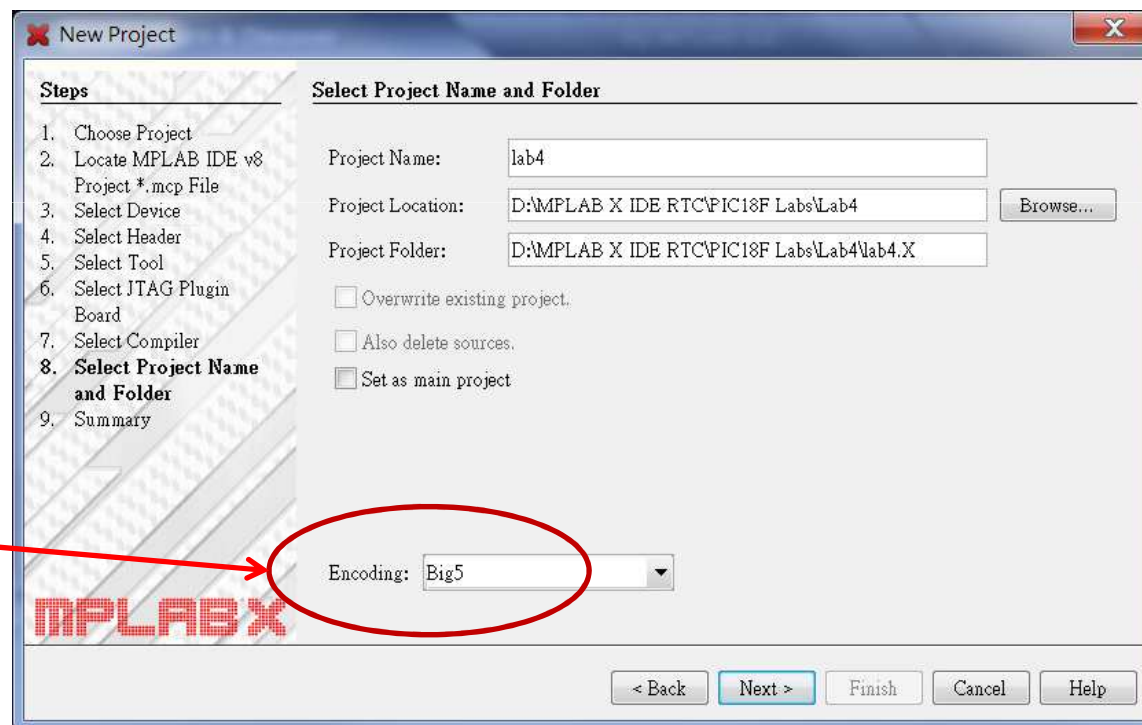 New Project
Steps
1. Choose Project
2. Locate MPLAB IDE v8
Project *.mcp File
3. Select Device
4. Select Header
5. Select Tool
6. Select JTAG Plugin
Board
7. Select Compiler
8. Select Project Name
and Folder
9. Summary
MPLAB X
Select Project Name and Folder
Project Name: lab4
Project Location: D:\MPLAB X IDE RTC\PIC18F Labs\Lab4 Browse...
Project Folder: D:\MPLAB X IDE RTC\PIC18F Labs\Lab4\lab4.X
Overwrite existing project.
Also delete sources.
Set as main project
Encoding: Big5
< Back Next > Finish Cancel Help